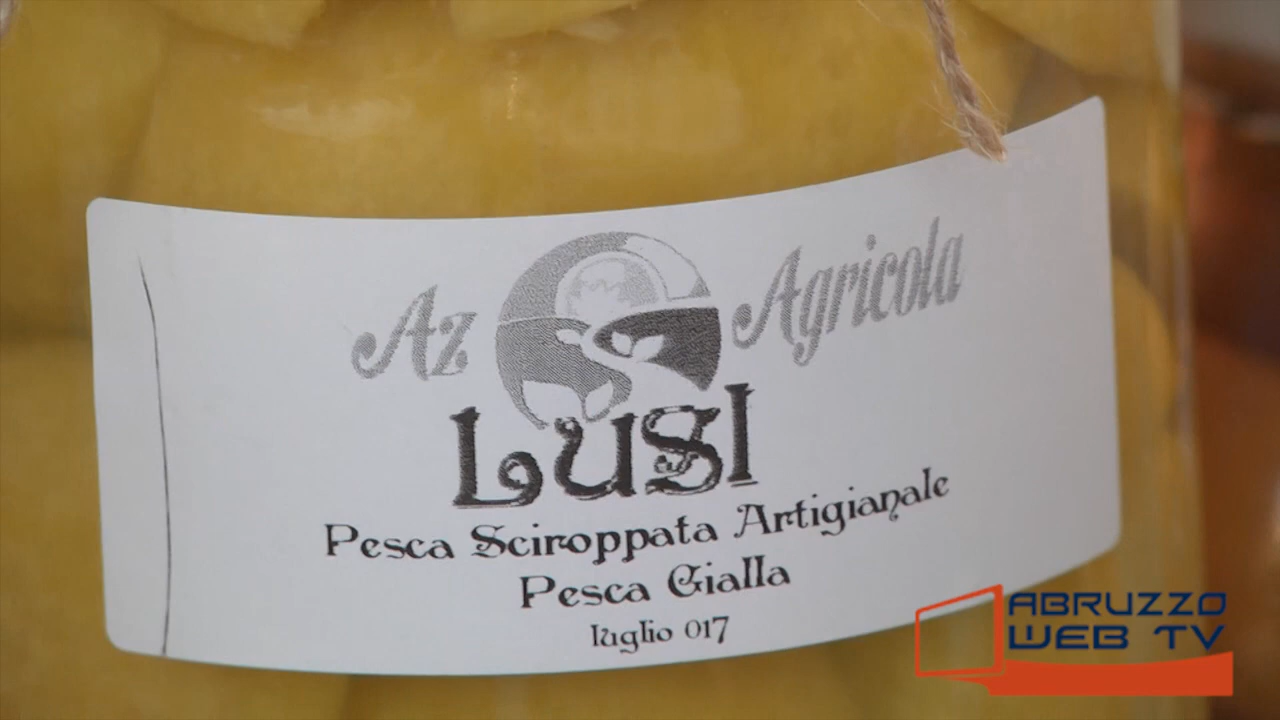 Az Agricola
LUSI
Pesca Sciroppata Artigianale
Pesca Gialla
luglio 017
ABRUZZO
WEB TV